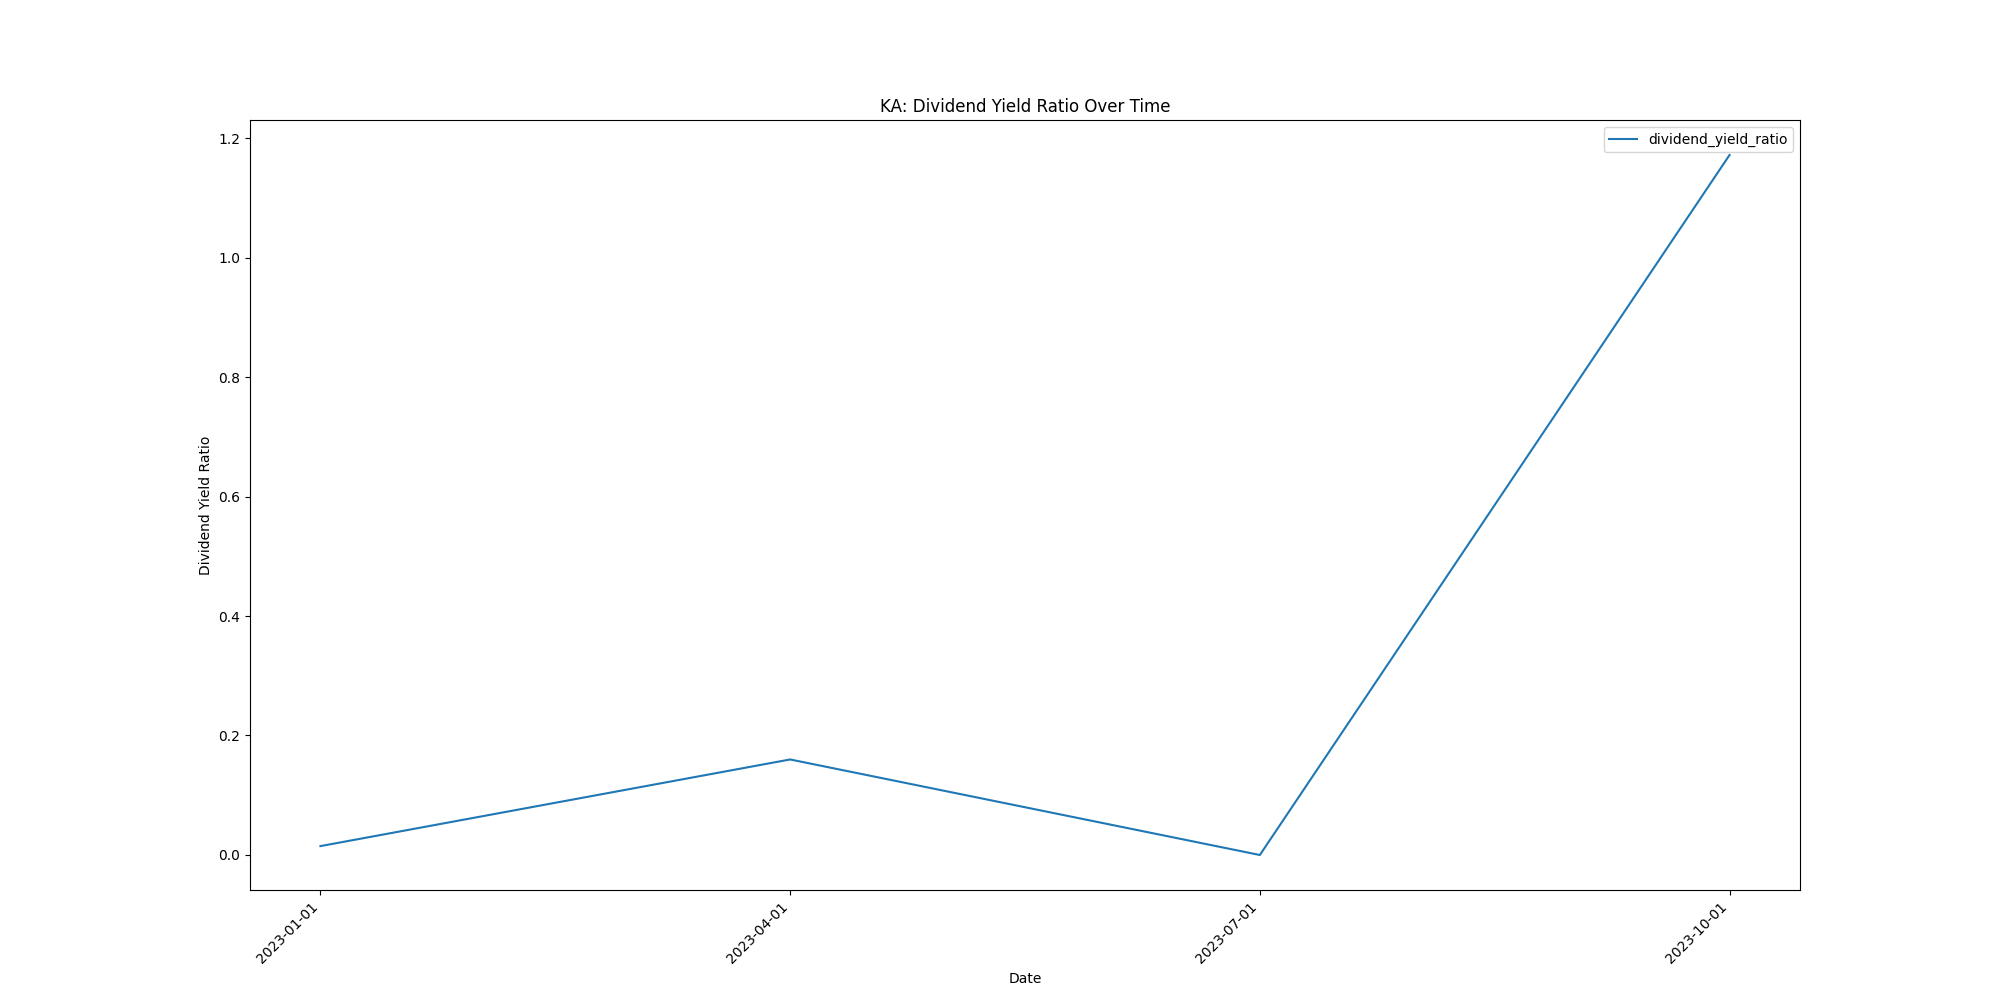 KA: Dividend Yield Ratio Over Time
dividend_yield_ratio
1.2
1.0
0.8
0.6
0.4
0.2
0.0
Dividend Yield Ratio
2023-01-01
2023-04-01
2023-07-01
2023-10-01
Date